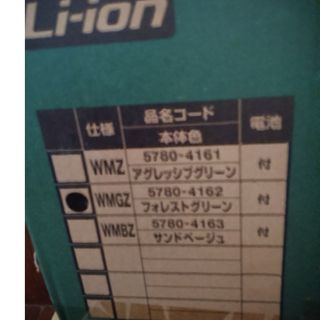 Li-ion
仕様 品名コード 電池
本体色
WMZ 5780-4161 付
アグレッシブグリーン
WMGZ 5780-4162 付
フォレストグリーン
WMBZ 5780-4163 付
サンドベージュ